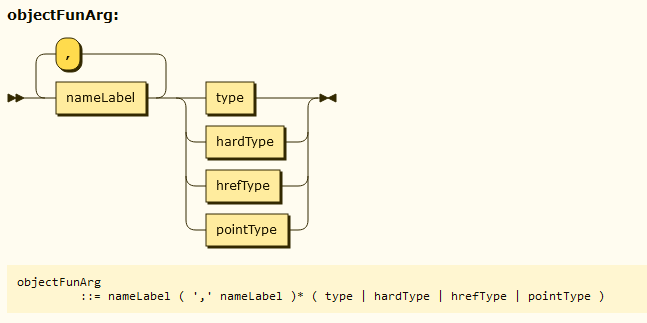 objectFunArg:
,
nameLabel
type
hardType
hrefType
pointType
objectFunArg
::= nameLabel ( ',' nameLabel )* ( type | hardType | hrefType | pointType )